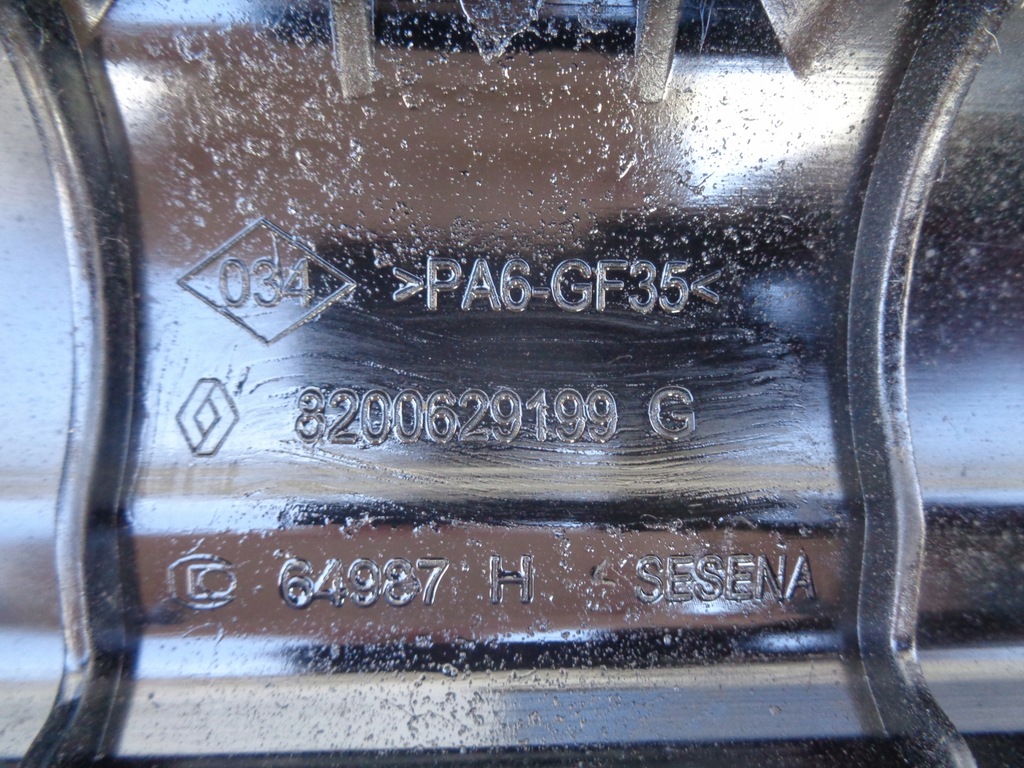 034 >PA6-GF35<
8200629199 G
64987 H SESENA